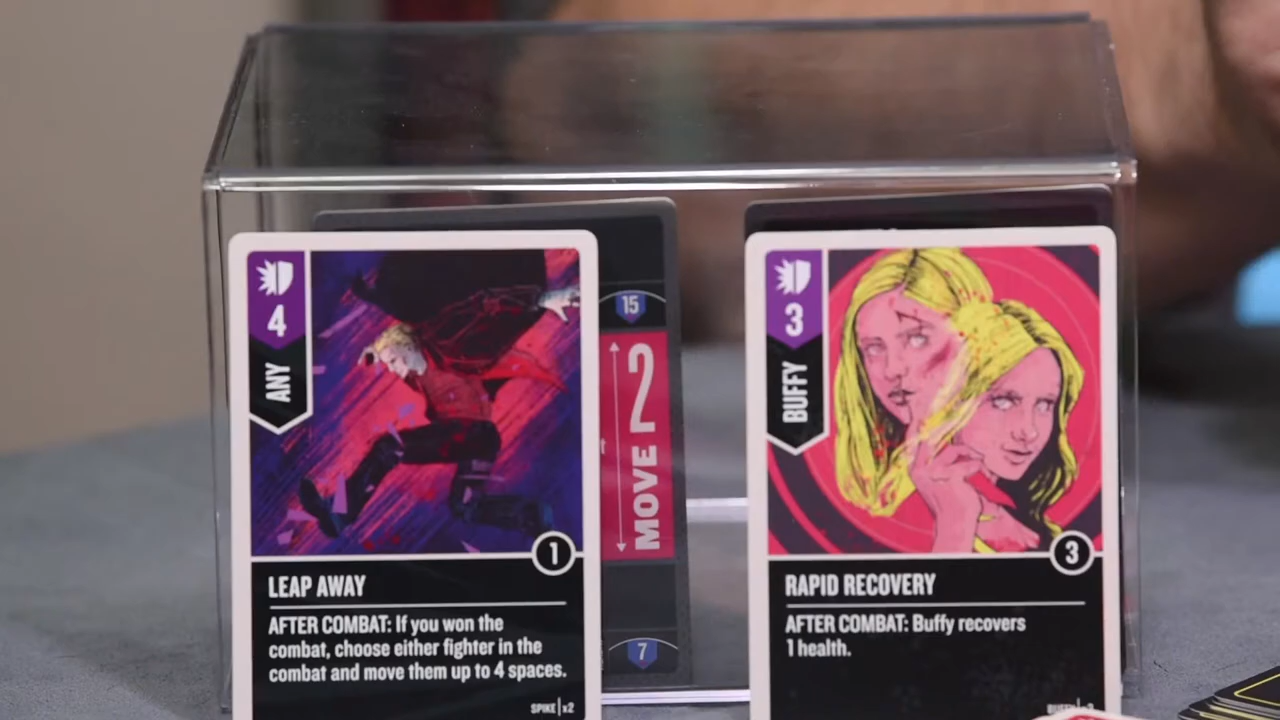 4
ANY
1
LEAP AWAY
AFTER COMBAT: If you won the
combat, choose either fighter in the
combat and move them up to 4 spaces.
SPIKE | x2
15
MOVE 2
7
3
BUFFY
3
RAPID RECOVERY
AFTER COMBAT: Buffy recovers
1 health.